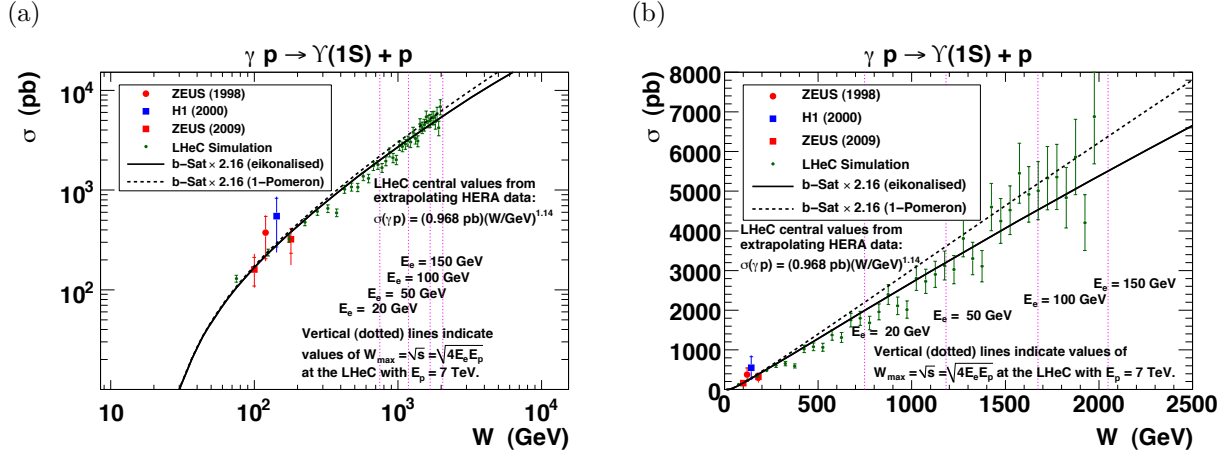 (a)
γ p → ϒ(1S) + p
σ (pb)
10⁴
10³
10²
10
10²
10³
10⁴
W (GeV)
ZEUS (1998)
H1 (2000)
ZEUS (2009)
LHeC Simulation
b-Sat × 2.16 (eikonalised)
b-Sat × 2.16 (1-Pomeron)
LHeC central values from
extrapolating HERA data:
σ(γp) = (0.968 pb)(W/GeV)^1.14
E_e = 150 GeV
E_e = 100 GeV
E_e = 50 GeV
E_e = 20 GeV
Vertical (dotted) lines indicate
values of W_max = √s = √4E_eE_p
at the LHeC with E_p = 7 TeV.
(b)
γ p → ϒ(1S) + p
σ (pb)
8000
7000
6000
5000
4000
3000
2000
1000
0
0
500
1000
1500
2000
2500
W (GeV)
ZEUS (1998)
H1 (2000)
ZEUS (2009)
LHeC Simulation
b-Sat × 2.16 (eikonalised)
b-Sat × 2.16 (1-Pomeron)
LHeC central values from
extrapolating HERA data:
σ(γp) = (0.968 pb)(W/GeV)^1.14
E_e = 150 GeV
E_e = 100 GeV
E_e = 50 GeV
E_e = 20 GeV
Vertical (dotted) lines indicate values of
W_max = √s = √4E_eE_p at the LHeC with E_p = 7 TeV.